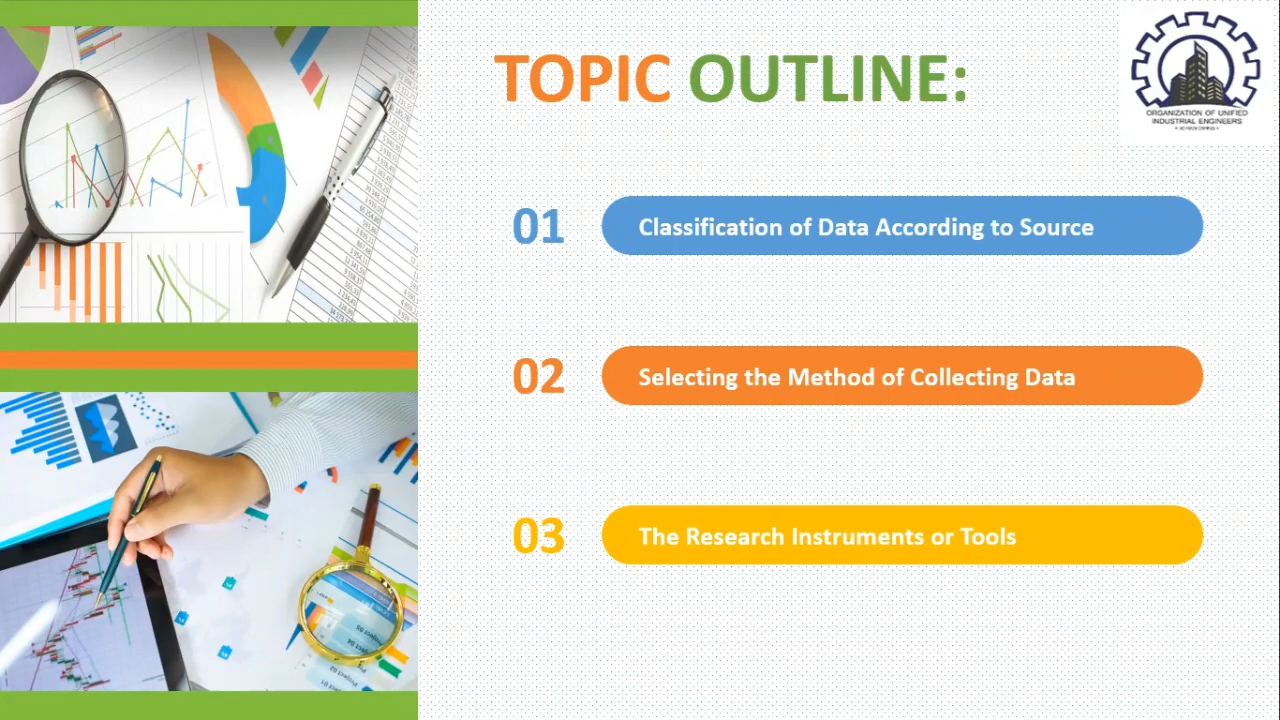 TOPIC OUTLINE:
ORGANIZATION OF UNIFIED
INDUSTRIAL ENGINEERS
01
Classification of Data According to Source
02
Selecting the Method of Collecting Data
03
The Research Instruments or Tools